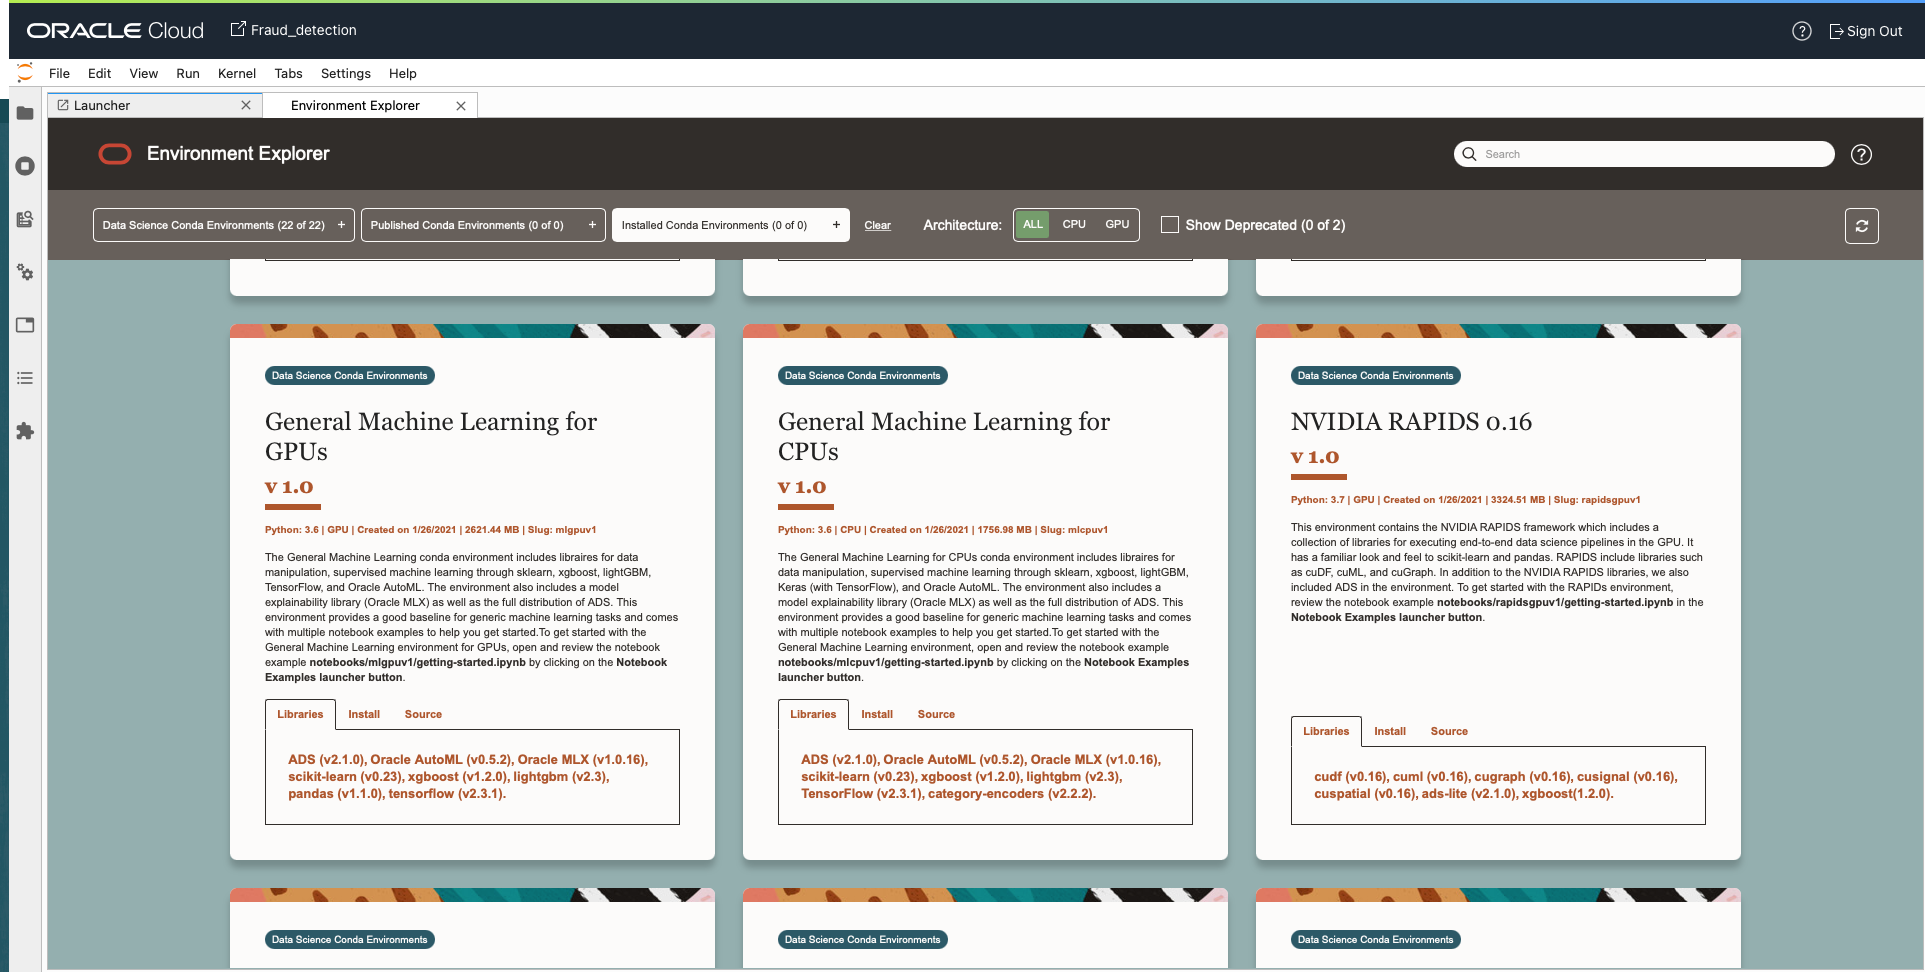 ORACLE Cloud Fraud_detection Sign Out
File Edit View Run Kernel Tabs Settings Help
Launcher Environment Explorer
Environment Explorer Search
Data Science Conda Environments (22 of 22) + Published Conda Environments (0 of 0) + Installed Conda Environments (0 of 0) + Clear Architecture: ALL CPU GPU Show Deprecated (0 of 2)
Data Science Conda Environments
General Machine Learning for
GPUs
v 1.0
Python: 3.6 | GPU | Created on 1/26/2021 | 2621.44 MB | Slug: mlgpuv1
The General Machine Learning conda environment includes libraires for data
manipulation, supervised machine learning through sklearn, xgboost, lightGBM,
TensorFlow, and Oracle AutoML. The environment also includes a model
explainability library (Oracle MLX) as well as the full distribution of ADS. This
environment provides a good baseline for generic machine learning tasks and comes
with multiple notebook examples to help you get started.To get started with the
General Machine Learning environment for GPUs, open and review the notebook
example notebooks/mlgpuv1/getting-started.ipynb by clicking on the Notebook
Examples launcher button.
Libraries Install Source
ADS (v2.1.0), Oracle AutoML (v0.5.2), Oracle MLX (v1.0.16),
scikit-learn (v0.23), xgboost (v1.2.0), lightgbm (v2.3),
pandas (v1.1.0), tensorflow (v2.3.1).
Data Science Conda Environments
General Machine Learning for
CPUs
v 1.0
Python: 3.6 | CPU | Created on 1/26/2021 | 1756.98 MB | Slug: mlcpuv1
The General Machine Learning for CPUs conda environment includes libraires for
data manipulation, supervised machine learning through sklearn, xgboost, lightGBM,
Keras (with TensorFlow), and Oracle AutoML. The environment also includes a
model explainability library (Oracle MLX) as well as the full distribution of ADS. This
environment provides a good baseline for generic machine learning tasks and comes
with multiple notebook examples to help you get started.To get started with the
General Machine Learning environment, open and review the notebook example
notebooks/mlcpuv1/getting-started.ipynb by clicking on the Notebook Examples
launcher button.
Libraries Install Source
ADS (v2.1.0), Oracle AutoML (v0.5.2), Oracle MLX (v1.0.16),
scikit-learn (v0.23), xgboost (v1.2.0), lightgbm (v2.3),
TensorFlow (v2.3.1), category-encoders (v2.2.2).
Data Science Conda Environments
NVIDIA RAPIDS 0.16
v 1.0
Python: 3.7 | GPU | Created on 1/26/2021 | 3324.51 MB | Slug: rapidsgpuv1
This environment contains the NVIDIA RAPIDS framework which includes a
collection of libraries for executing end-to-end data science pipelines in the GPU. It
has a familiar look and feel to scikit-learn and pandas. RAPIDS include libraries such
as cuDF, cuML, and cuGraph. In addition to the NVIDIA RAPIDS libraries, we also
included ADS in the environment. To get started with the RAPIDs environment,
review the notebook example notebooks/rapidsgpuv1/getting-started.ipynb in the
Notebook Examples launcher button.
Libraries Install Source
cudf (v0.16), cuml (v0.16), cugraph (v0.16), cusignal (v0.16),
cuspatial (v0.16), ads-lite (v2.1.0), xgboost(1.2.0).
Data Science Conda Environments
Data Science Conda Environments
Data Science Conda Environments